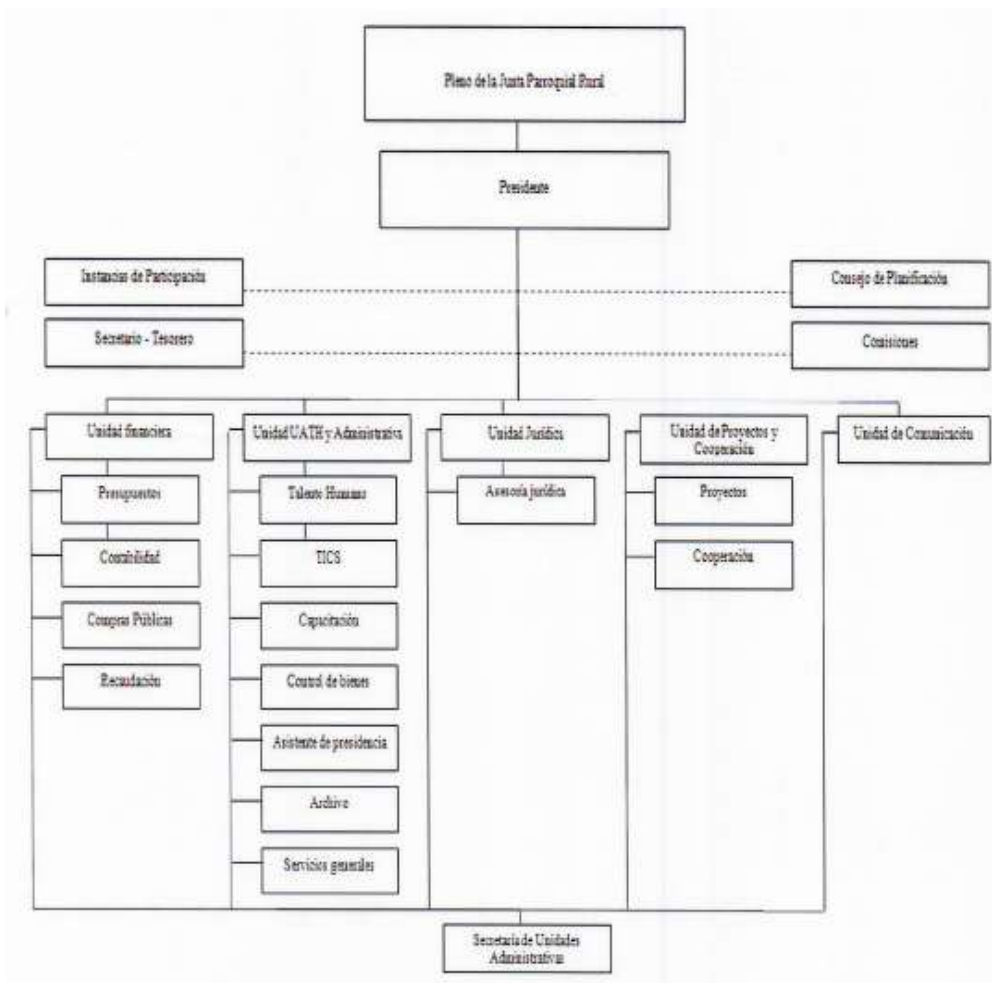 Pleno de la Junta Parroquial Rural
Presidente
Instancias de Participación
Consejo de Planificación
Secretario - Tesorero
Comisiones
Unidad financiera
Unidad UATH y Administrativa
Unidad Jurídica
Unidad de Proyectos y
Cooperación
Unidad de Comunicación
Presupuestos
Contabilidad
Compras Públicas
Recaudación
Talento Humano
TICS
Capacitación
Control de bienes
Asistente de presidencia
Archivo
Servicios generales
Asesoría jurídica
Proyectos
Cooperación
Secretaría de Unidades
Administrativas